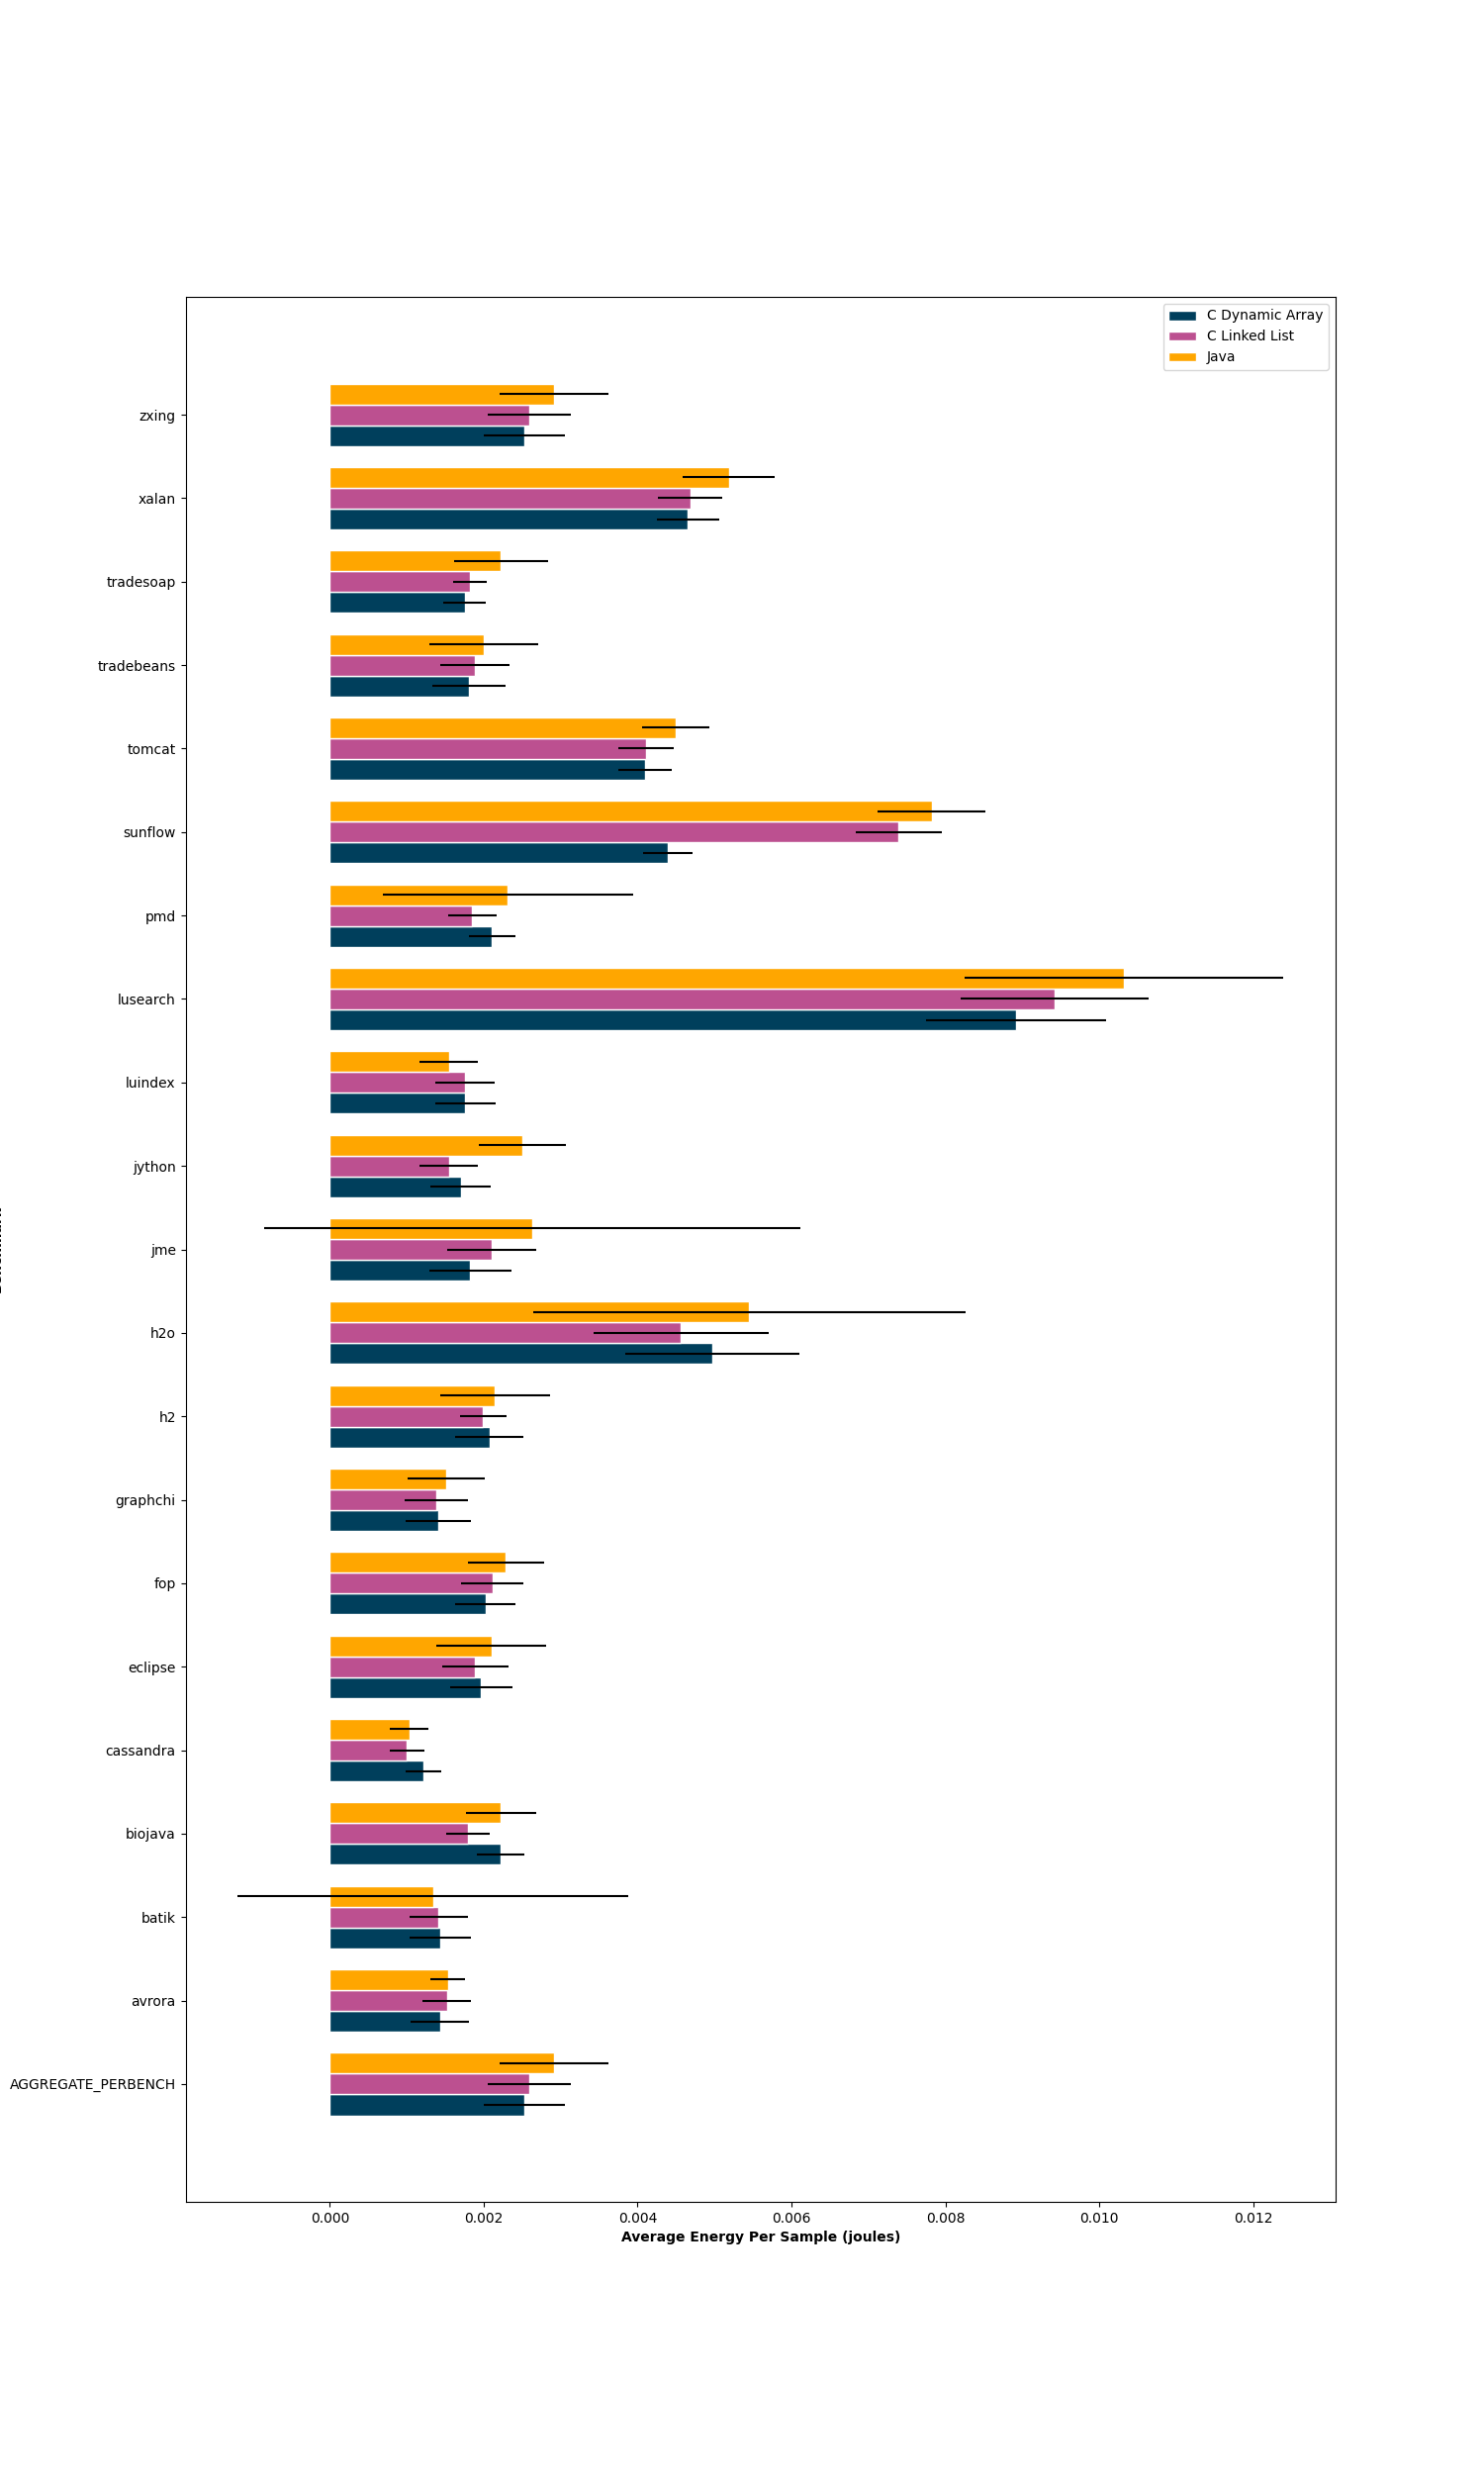 C Dynamic Array
C Linked List
Java
zxing
xalan
tradesoap
tradebeans
tomcat
sunflow
pmd
lusearch
luindex
jython
jme
h2o
h2
graphchi
fop
eclipse
cassandra
biojava
batik
avrora
AGGREGATE_PERBENCH
0.000 0.002 0.004 0.006 0.008 0.010 0.012
Average Energy Per Sample (joules)